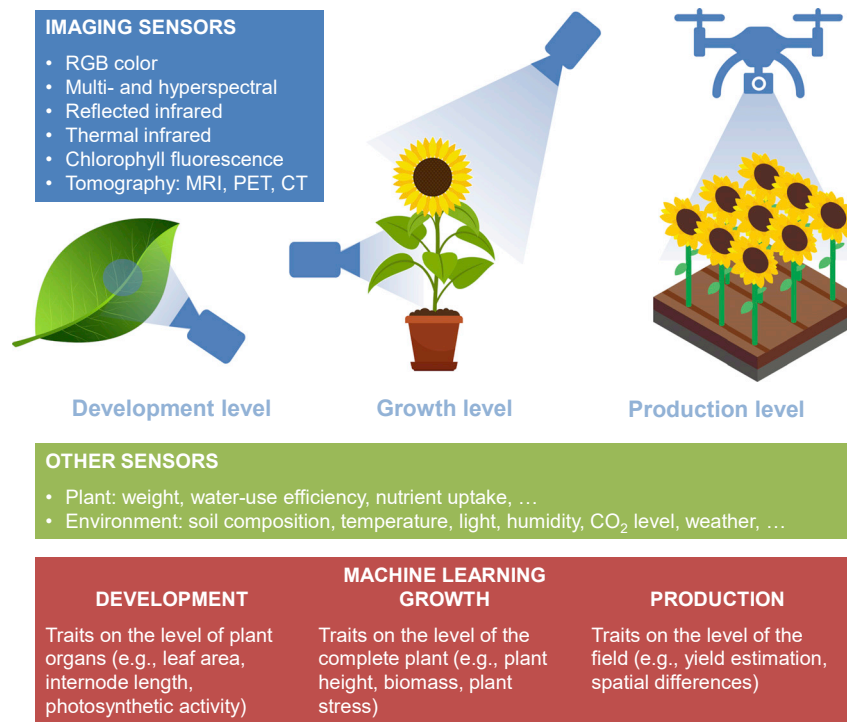 IMAGING SENSORS
• RGB color
• Multi- and hyperspectral
• Reflected infrared
• Thermal infrared
• Chlorophyll fluorescence
• Tomography: MRI, PET, CT
Development level
Growth level
Production level
OTHER SENSORS
• Plant: weight, water-use efficiency, nutrient uptake, …
• Environment: soil composition, temperature, light, humidity, CO₂ level, weather, …
MACHINE LEARNING
DEVELOPMENT
Traits on the level of plant
organs (e.g., leaf area,
internode length,
photosynthetic activity)
GROWTH
Traits on the level of the
complete plant (e.g., plant
height, biomass, plant
stress)
PRODUCTION
Traits on the level of the
field (e.g., yield estimation,
spatial differences)